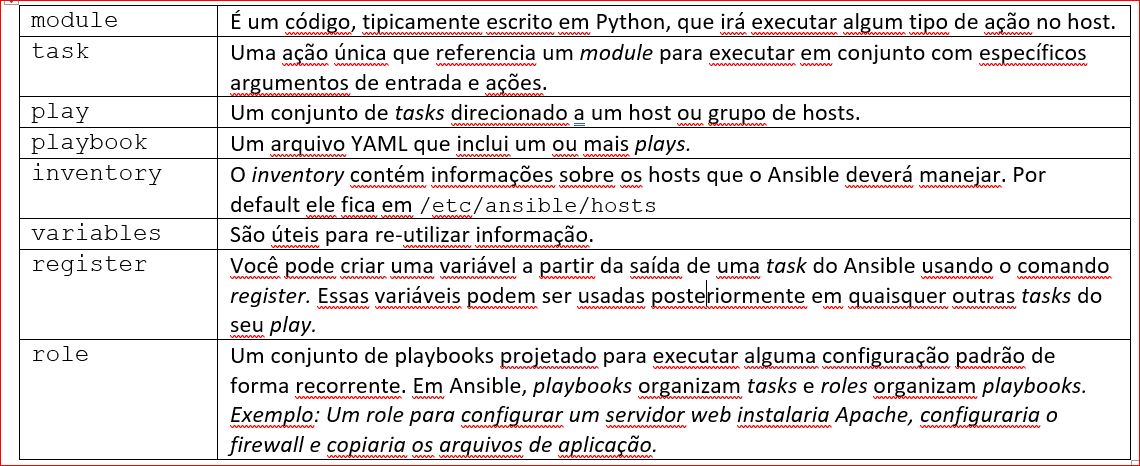 module É um código, tipicamente escrito em Python, que irá executar algum tipo de ação no host.
task Uma ação única que referencia um module para executar em conjunto com específicos
argumentos de entrada e ações.
play Um conjunto de tasks direcionado a um host ou grupo de hosts.
playbook Um arquivo YAML que inclui um ou mais plays.
inventory O inventory contém informações sobre os hosts que o Ansible deverá manejar. Por
default ele fica em /etc/ansible/hosts
variables São úteis para re-utilizar informação.
register Você pode criar uma variável a partir da saída de uma task do Ansible usando o comando
register. Essas variáveis podem ser usadas posteriormente em quaisquer outras tasks do
seu play.
role Um conjunto de playbooks projetado para executar alguma configuração padrão de
forma recorrente. Em Ansible, playbooks organizam tasks e roles organizam playbooks.
Exemplo: Um role para configurar um servidor web instalaria Apache, configuraria o
firewall e copiaria os arquivos de aplicação.